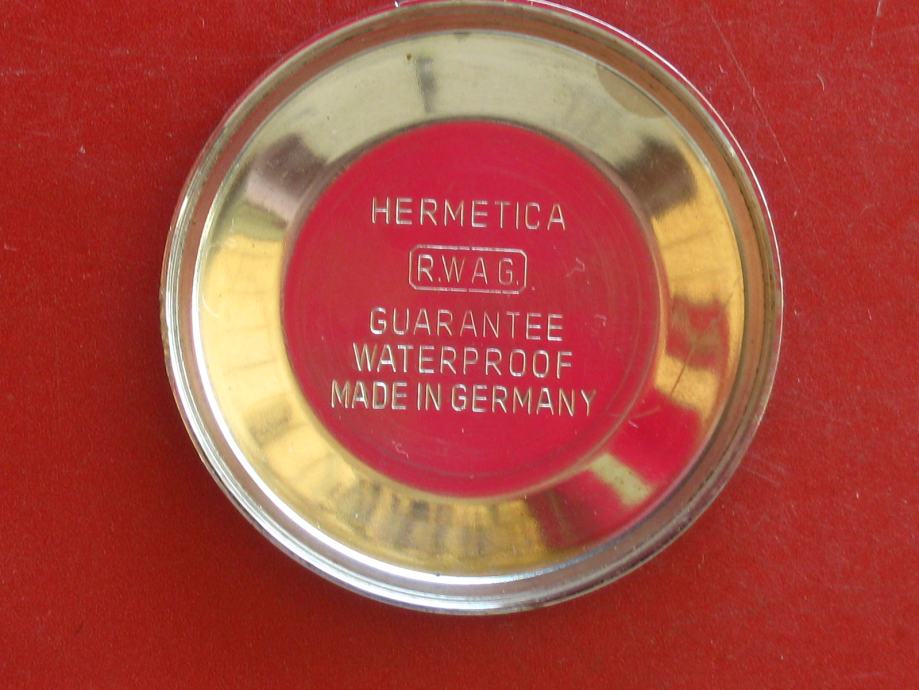 HERMETICA
R.W.A.G.
GUARANTEE
WATERPROOF
MADE IN GERMANY